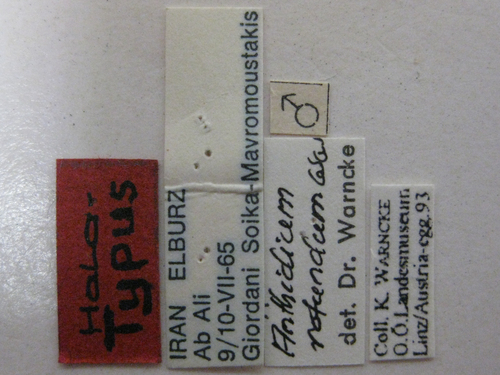 Holo-
Typus
IRAN ELBURZ
Ab Ali
9/10-VII-65
Giordani Soika-Mavromoustakis
♂
Anthidium
rotundum
det. Dr. Warncke
Coll. K. WARNCKE
O.Ö.Landesmuseum
Linz/Austria-egg.93